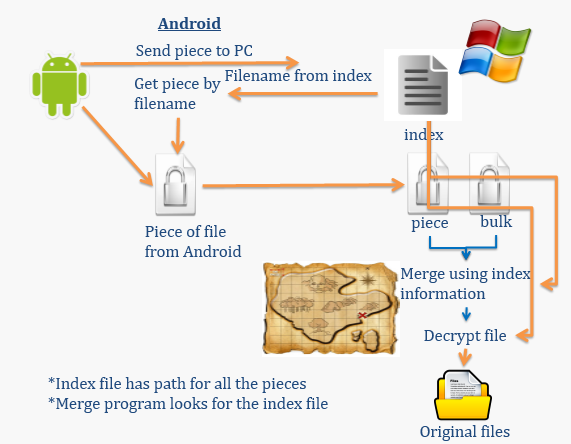 Android
Send piece to PC
Filename from index
Get piece by
filename
index
Piece of file
from Android
piece
bulk
Merge using index
information
Decrypt file
*Index file has path for all the pieces
*Merge program looks for the index file
Files
Original files